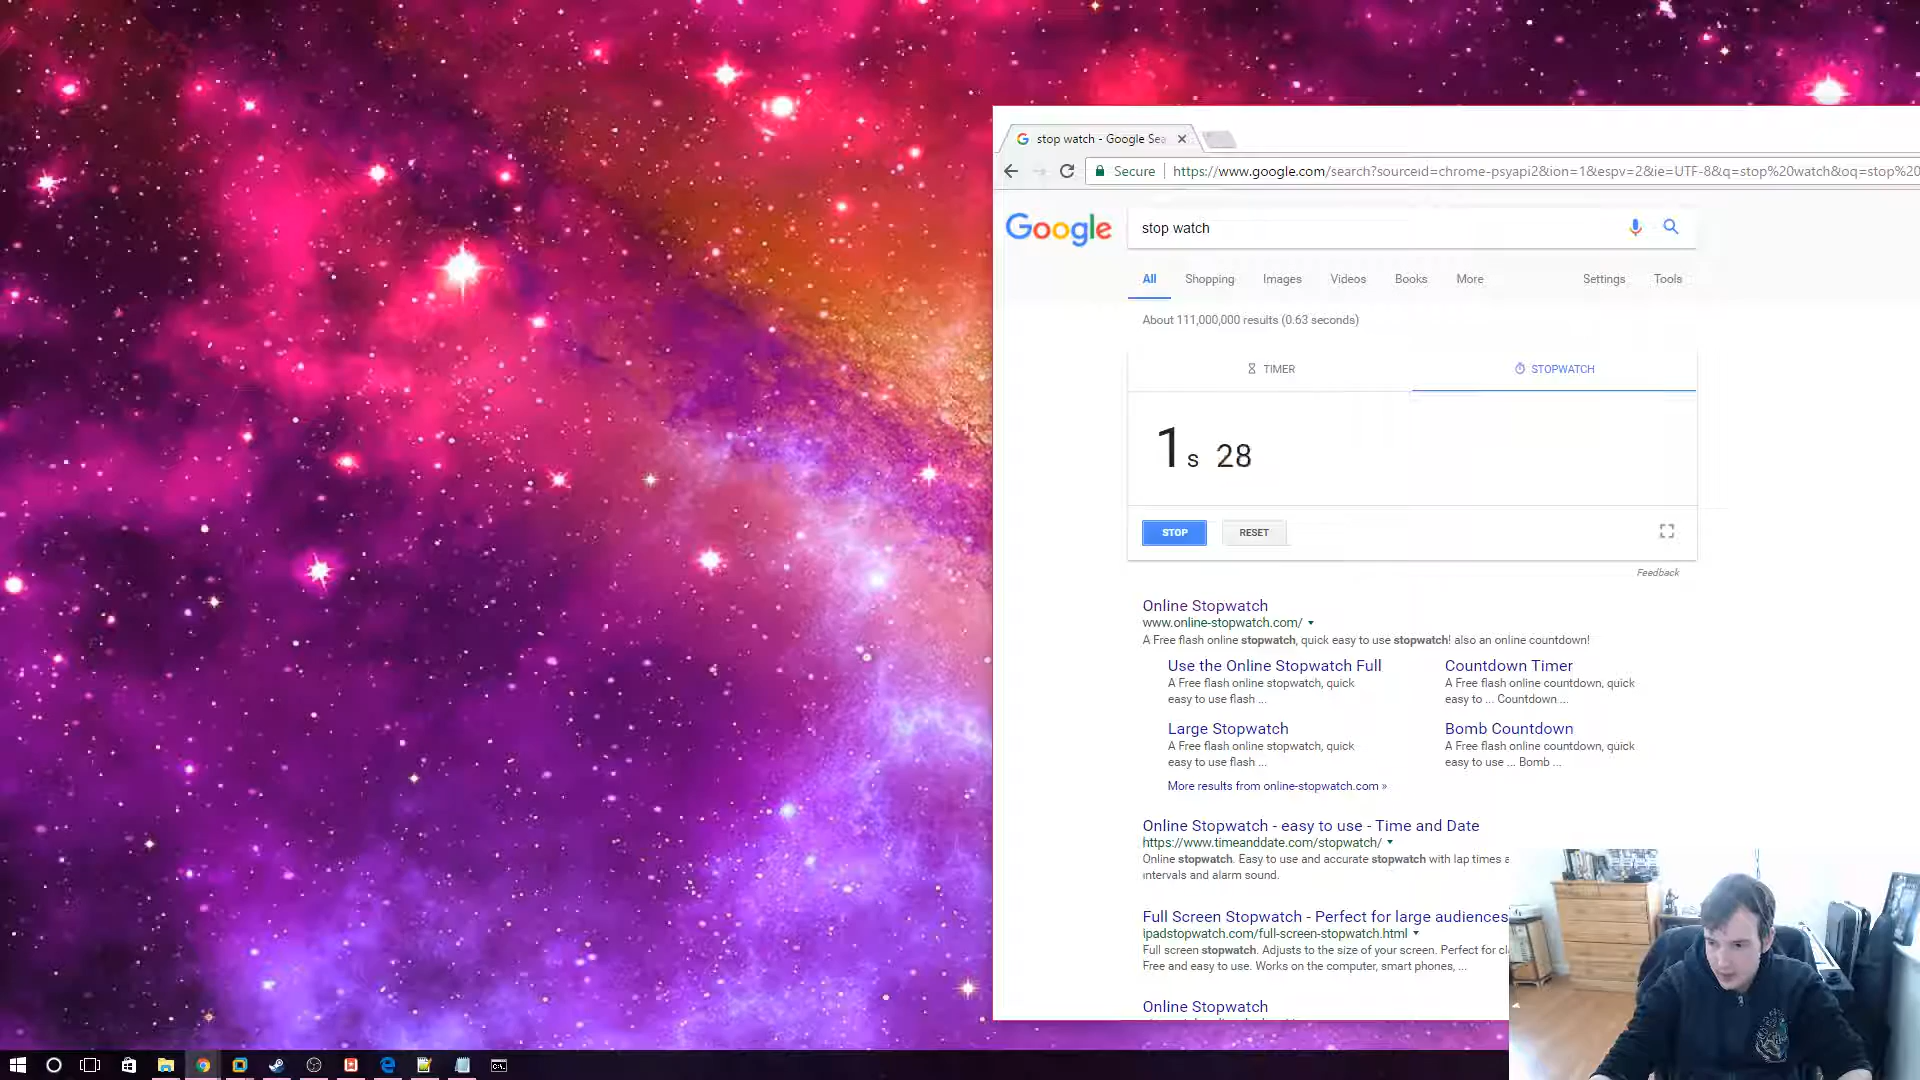 stop watch - Google Sea
Secure https://www.google.com/search?sourceid=chrome-psyapi2&ion=1&espv=2&ie=UTF-8&q=stop%20watch&oq=stop%20
Google stop watch
All Shopping Images Videos Books More Settings Tools
About 111,000,000 results (0.63 seconds)
TIMER STOPWATCH
1 s 28
STOP RESET
Feedback
Online Stopwatch
www.online-stopwatch.com/
A Free flash online stopwatch, quick easy to use stopwatch! also an online countdown!
Use the Online Stopwatch Full
A Free flash online stopwatch, quick
easy to use flash ...
Countdown Timer
A Free flash online countdown, quick
easy to ... Countdown ...
Large Stopwatch
A Free flash online stopwatch, quick
easy to use flash ...
Bomb Countdown
A Free flash online countdown, quick
easy to use ... Bomb ...
More results from online-stopwatch.com »
Online Stopwatch - easy to use - Time and Date
https://www.timeanddate.com/stopwatch/
Online stopwatch. Easy to use and accurate stopwatch with lap times a
intervals and alarm sound.
Full Screen Stopwatch - Perfect for large audiences
ipadstopwatch.com/full-screen-stopwatch.html
Full screen stopwatch. Adjusts to the size of your screen. Perfect for cl
Free and easy to use. Works on the computer, smart phones, ...
Online Stopwatch